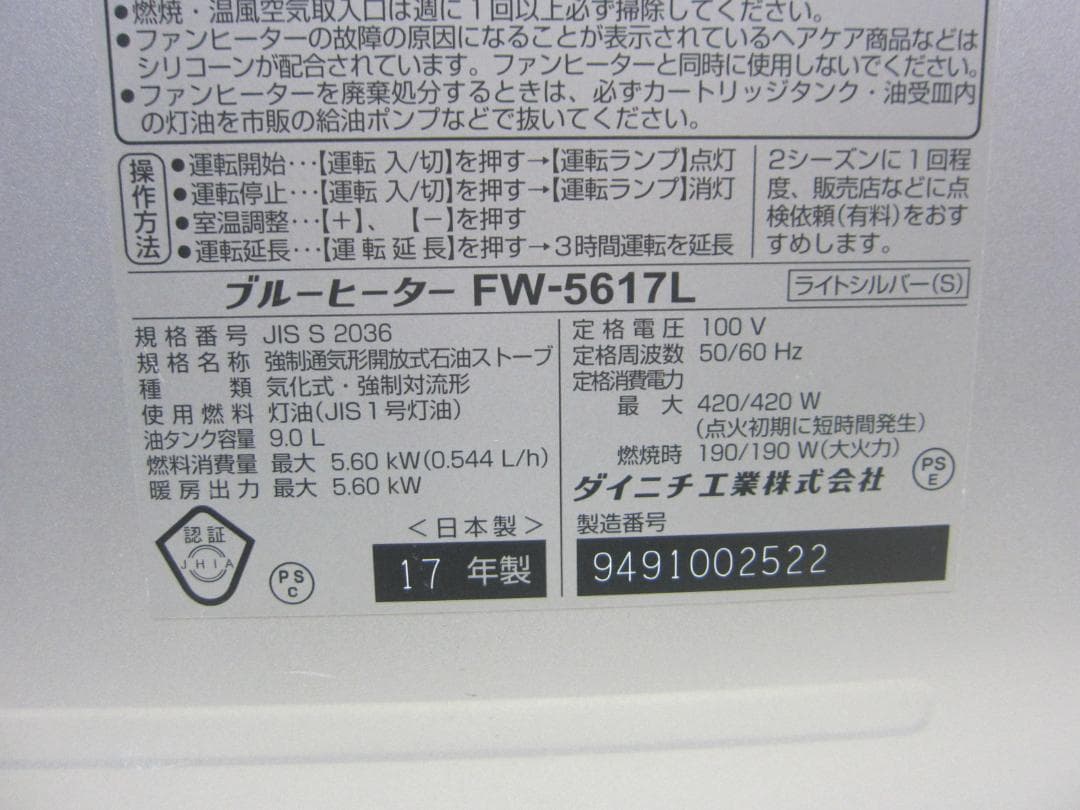 ●燃焼・温風空気取入口は週に1回以上必ず掃除してください。
●ファンヒーターの故障の原因になることが表示されているヘアケア商品などは
シリコーンが配合されています。ファンヒーターと同時に使用しないでください。
●ファンヒーターを廃棄処分するときは、必ずカートリッジタンク・油受皿内
の灯油を市販の給油ポンプなどで抜いてください。
操作方法
●運転開始…【運転 入/切】を押す→【運転ランプ】点灯
●運転停止…【運転 入/切】を押す→【運転ランプ】消灯
●室温調整…【+】、【−】を押す
●運転延長…【運転延長】を押す→3時間運転を延長
2シーズンに1回程
度、販売店などに点
検依頼(有料)をおす
すめします。
ブルーヒーター FW-5617L
ライトシルバー(S)
規格番号 JIS S 2036
規格名称 強制通気形開放式石油ストーブ
種類 気化式・強制対流形
使用燃料 灯油(JIS1号灯油)
油タンク容量 9.0 L
燃料消費量 最大 5.60 kW(0.544 L/h)
暖房出力 最大 5.60 kW
認証
JHIA
PS
C
<日本製>
17 年製
定格電圧 100 V
定格周波数 50/60 Hz
定格消費電力
最大 420/420 W
(点火初期に短時間発生)
燃焼時 190/190 W(大火力)
ダイニチ工業株式会社
PS
E
製造番号
9491002522